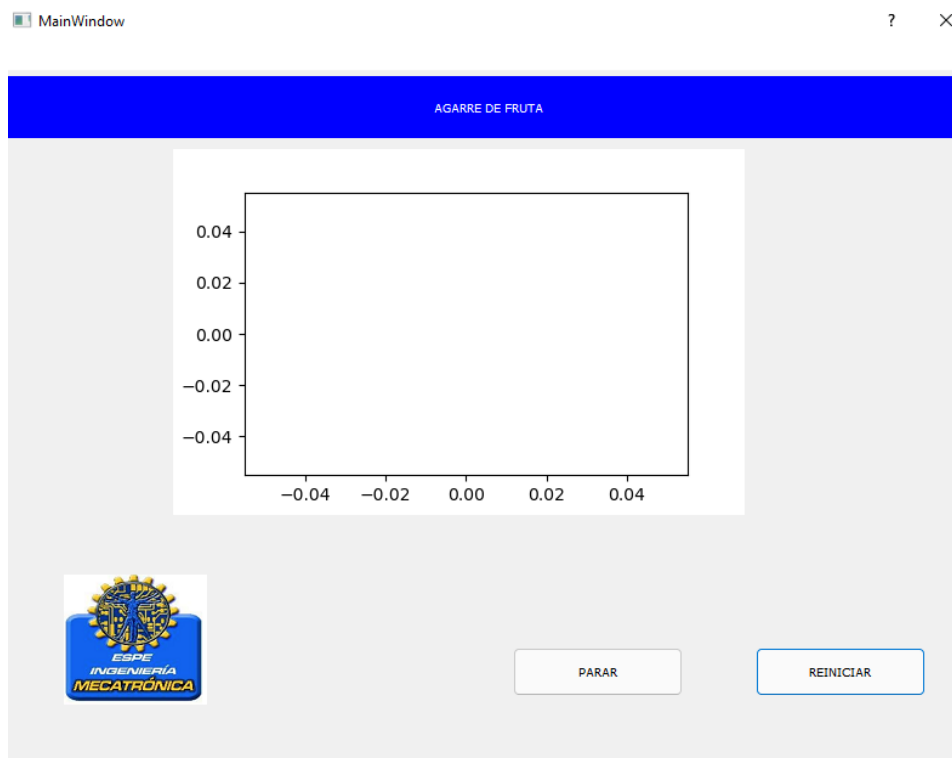 MainWindow
?
AGARRE DE FRUTA
0.04
0.02
0.00
−0.02
−0.04
−0.04 −0.02 0.00 0.02 0.04
ESPE
INGENIERÍA
MECATRÓNICA
PARAR REINICIAR